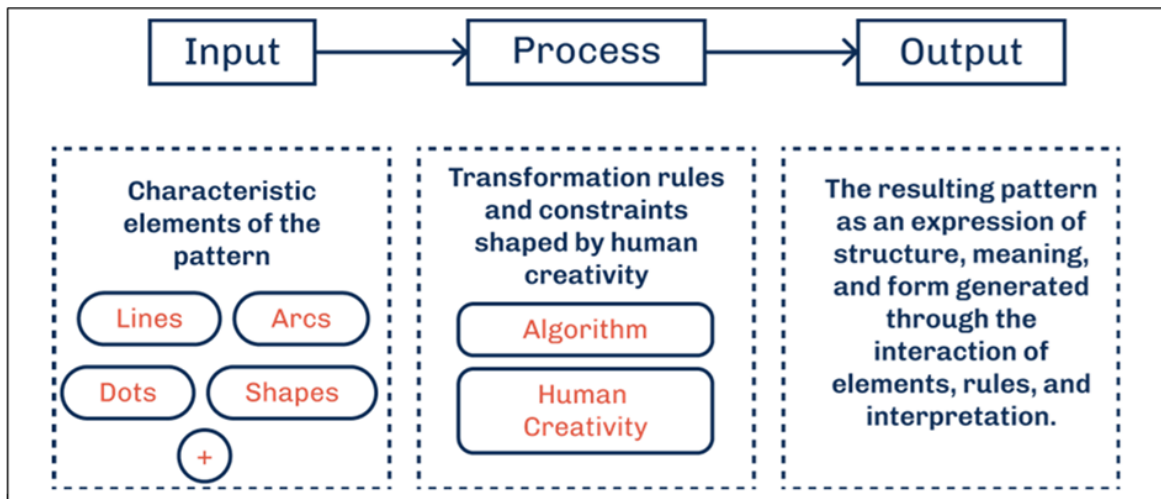 Input
Process
Output
Characteristic
elements of the
pattern
Lines
Arcs
Dots
Shapes
+
Transformation rules
and constraints
shaped by human
creativity
Algorithm
Human
Creativity
The resulting pattern
as an expression of
structure, meaning,
and form generated
through the
interaction of
elements, rules, and
interpretation.